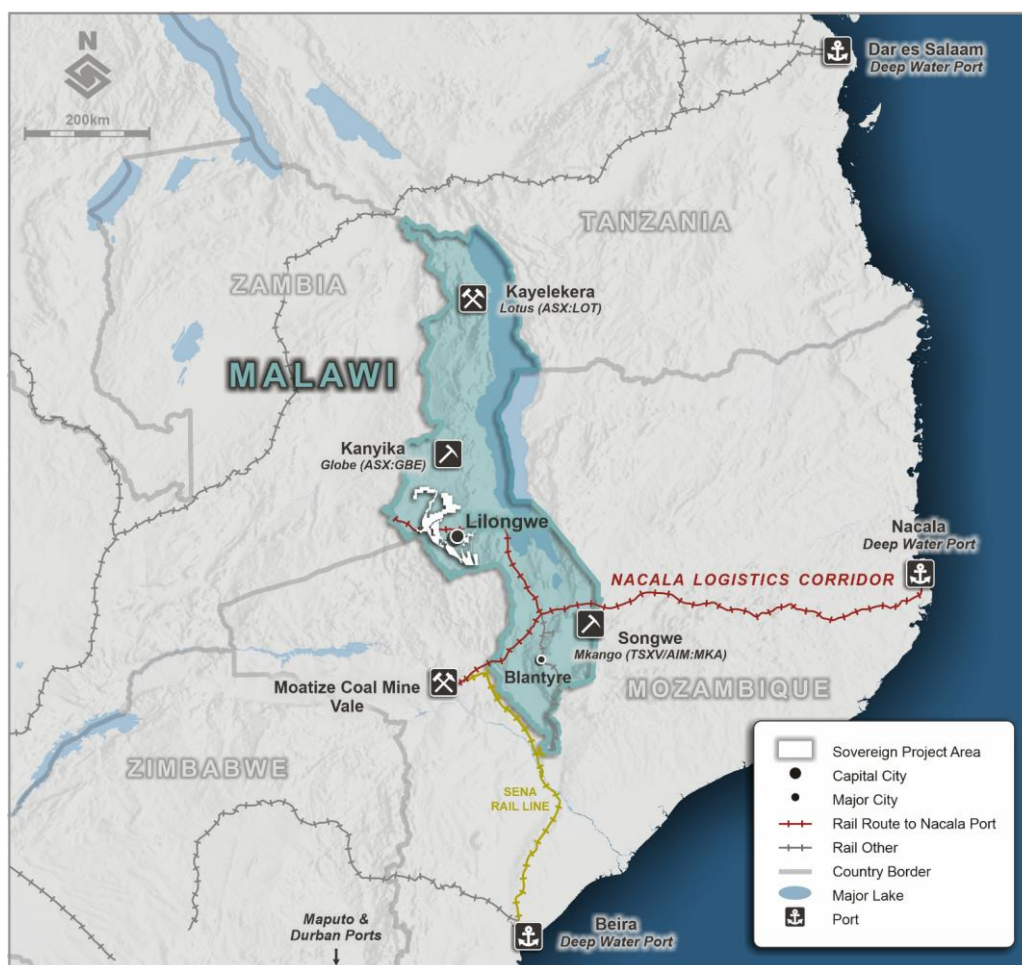 N
200km
Dar es Salaam
Deep Water Port
TANZANIA
ZAMBIA
Kayelekera
Lotus (ASX:LOT)
MALAWI
Kanyika
Globe (ASX:GBE)
Lilongwe
Nacala
Deep Water Port
NACALA LOGISTICS CORRIDOR
Songwe
Mkango (TSXV/AIM:MKA)
Blantyre
Moatize Coal Mine
Vale
MOZAMBIQUE
ZIMBABWE
SENA
RAIL LINE
Maputo &
Durban Ports
Beira
Deep Water Port
Sovereign Project Area
Capital City
Major City
Rail Route to Nacala Port
Rail Other
Country Border
Major Lake
Port